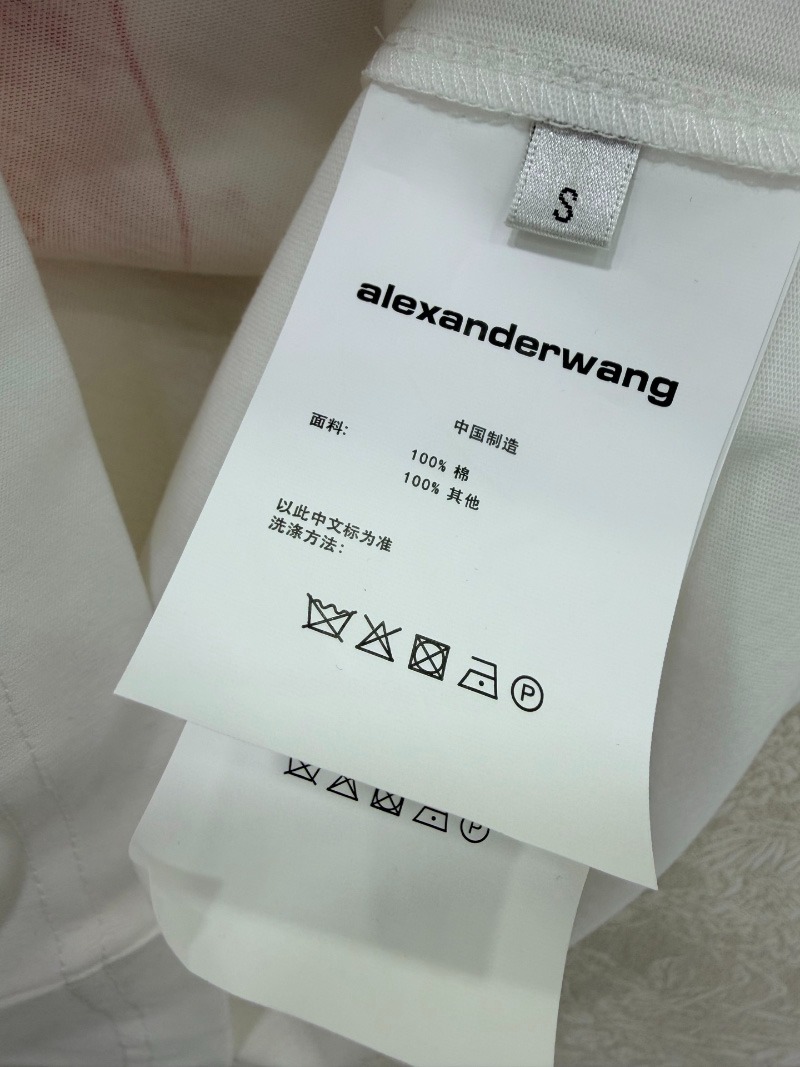 S
alexanderwang
中国制造
面料:
100% 棉
100% 其他
以此中文标为准
洗涤方法:
P
P